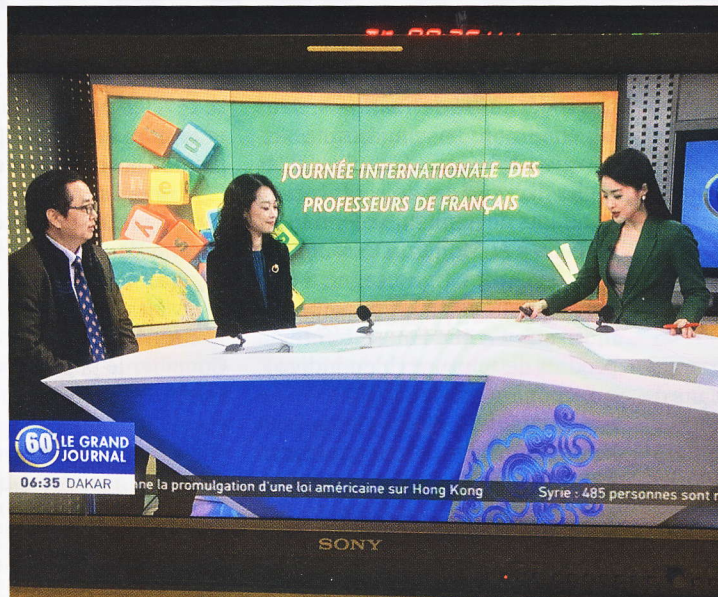 JOURNÉE INTERNATIONALE DES
PROFESSEURS DE FRANÇAIS
60' LE GRAND
JOURNAL
06:35 DAKAR
la promulgation d'une loi américaine sur Hong Kong Syrie : 485 personnes sont
SONY